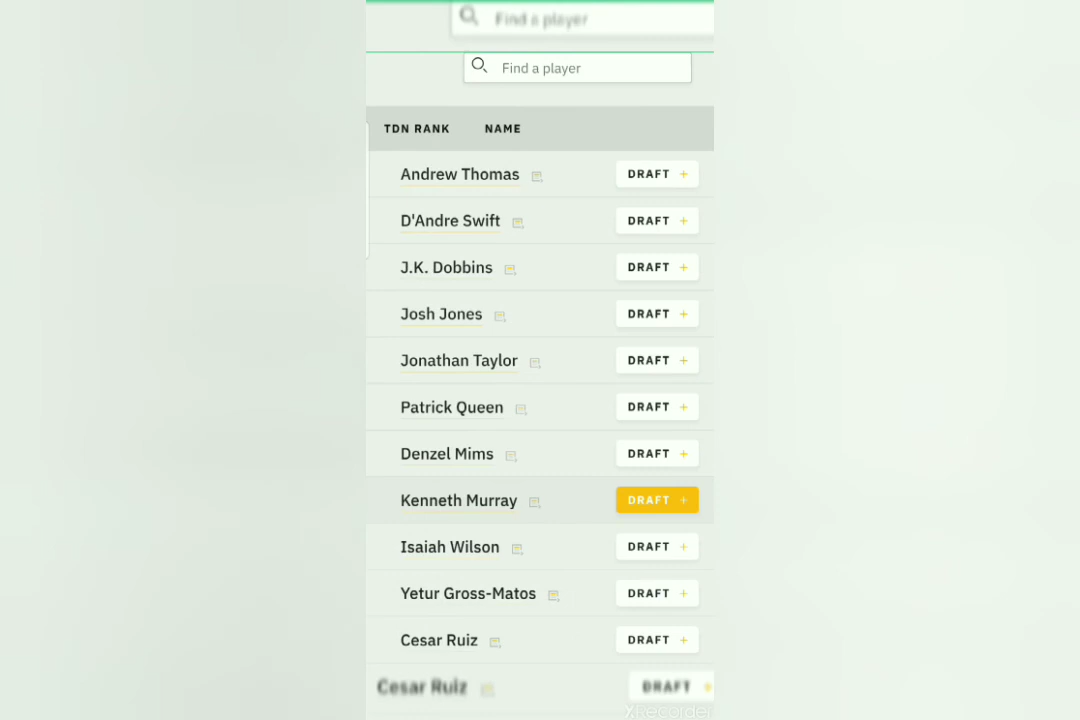 Find a player
Find a player
TDN RANK NAME
Andrew Thomas DRAFT +
D'Andre Swift DRAFT +
J.K. Dobbins DRAFT +
Josh Jones DRAFT +
Jonathan Taylor DRAFT +
Patrick Queen DRAFT +
Denzel Mims DRAFT +
Kenneth Murray DRAFT +
Isaiah Wilson DRAFT +
Yetur Gross-Matos DRAFT +
Cesar Ruiz DRAFT +
Cesar Ruiz DRAFT +
XRecorder